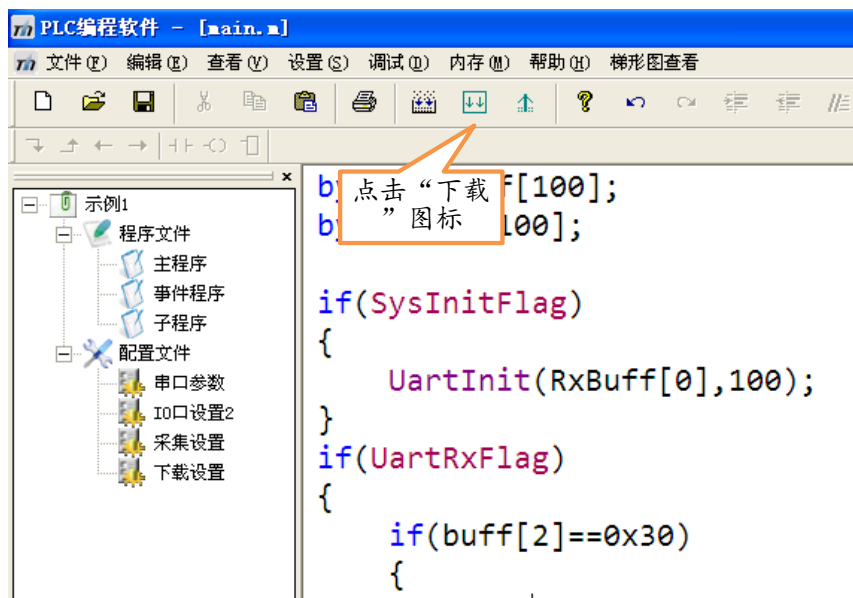 PLC编程软件 - [main.m]
文件(F) 编辑(E) 查看(V) 设置(S) 调试(D) 内存(M) 帮助(H) 梯形图查看
点击“下载
”图标
示例1
程序文件
主程序
事件程序
子程序
配置文件
串口参数
IO口设置2
采集设置
下载设置
by f[100];
by 100];
if(SysInitFlag)
{
UartInit(RxBuff[0],100);
}
if(UartRxFlag)
{
if(buff[2]==0x30)
{